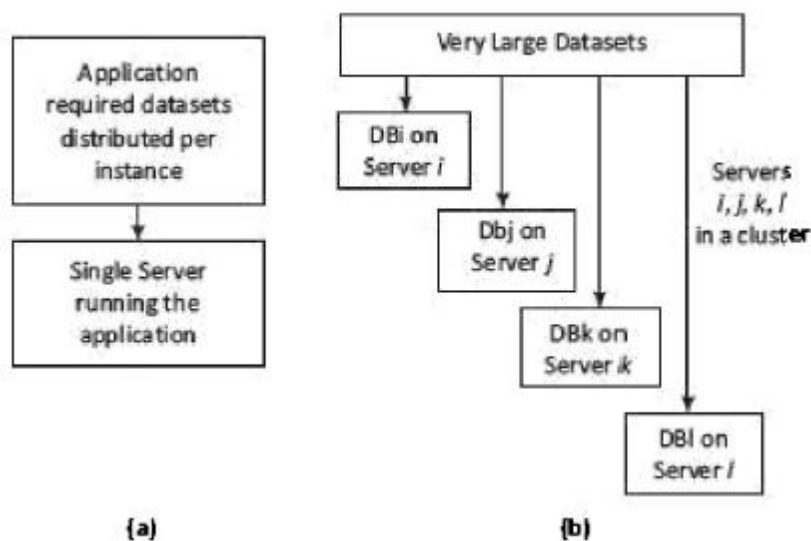 Application
required datasets
distributed per
instance
Single Server
running the
application
(a)
Very Large Datasets
DBi on
Server i
Dbj on
Server j
DBk on
Server k
DBl on
Server l
Servers
i, j, k, l
in a cluster
(b)